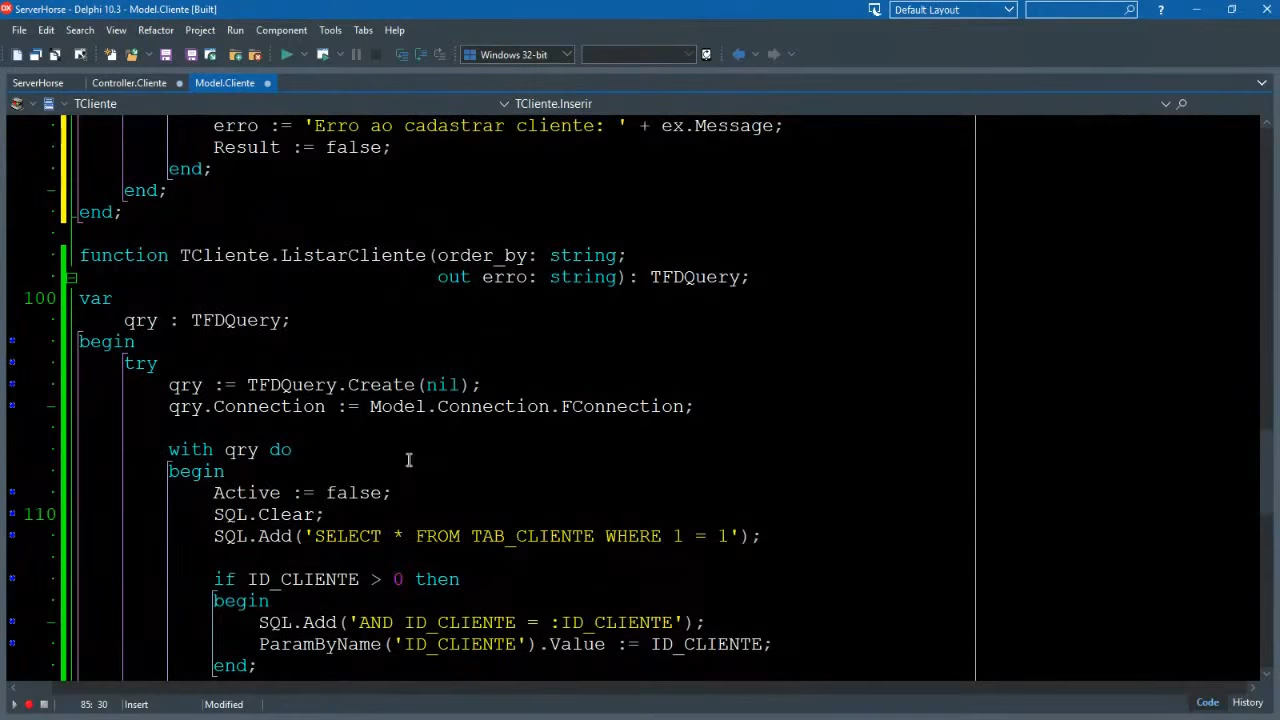 ServerHorse - Delphi 10.3 - Model.Cliente [Built]
Default Layout
File Edit Search View Refactor Project Run Component Tools Tabs Help
Windows 32-bit
ServerHorse Controller.Cliente Model.Cliente
TCliente TCliente.Inserir
erro := 'Erro ao cadastrar cliente: ' + ex.Message;
Result := false;
end;
end;
end;
function TCliente.ListarCliente(order_by: string;
out erro: string): TFDQuery;
100 var
qry : TFDQuery;
begin
try
qry := TFDQuery.Create(nil);
qry.Connection := Model.Connection.FConnection;
with qry do
begin
Active := false;
110 SQL.Clear;
SQL.Add('SELECT * FROM TAB_CLIENTE WHERE 1 = 1');
if ID_CLIENTE > 0 then
begin
SQL.Add('AND ID_CLIENTE = :ID_CLIENTE');
ParamByName('ID_CLIENTE').Value := ID_CLIENTE;
end;
85: 30 Insert Modified Code History